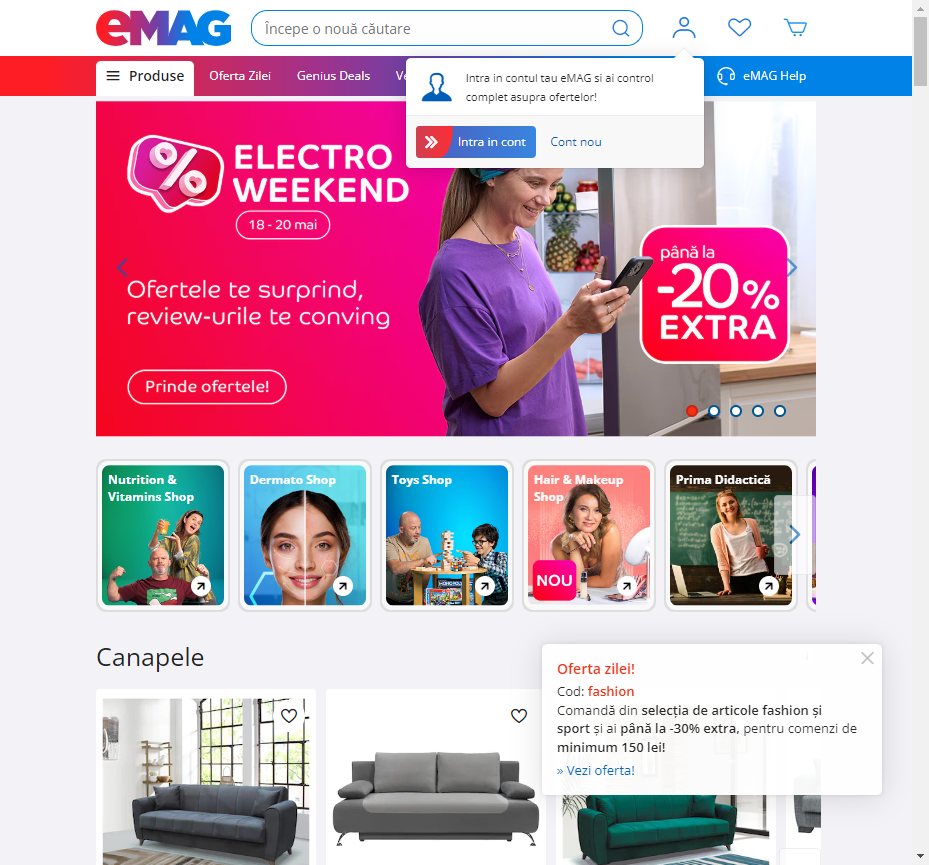 eMAG
Începe o nouă căutare
Produse
Oferta Zilei
Genius Deals
eMAG Help
Intra in contul tau eMAG si ai control
complet asupra ofertelor!
Intra in cont
Cont nou
ELECTRO
WEEKEND
18 - 20 mai
Ofertele te surprind,
review-urile te conving
Prinde ofertele!
până la
-20%
EXTRA
Nutrition &
Vitamins Shop
Dermato Shop
Toys Shop
MONOPOLY
Hair & Makeup
Shop
NOU
Prima Didactică
Canapele
Oferta zilei!
Cod: fashion
Comandă din selecția de articole fashion și
sport și ai până la -30% extra, pentru comenzi de
minimum 150 lei!
» Vezi oferta!